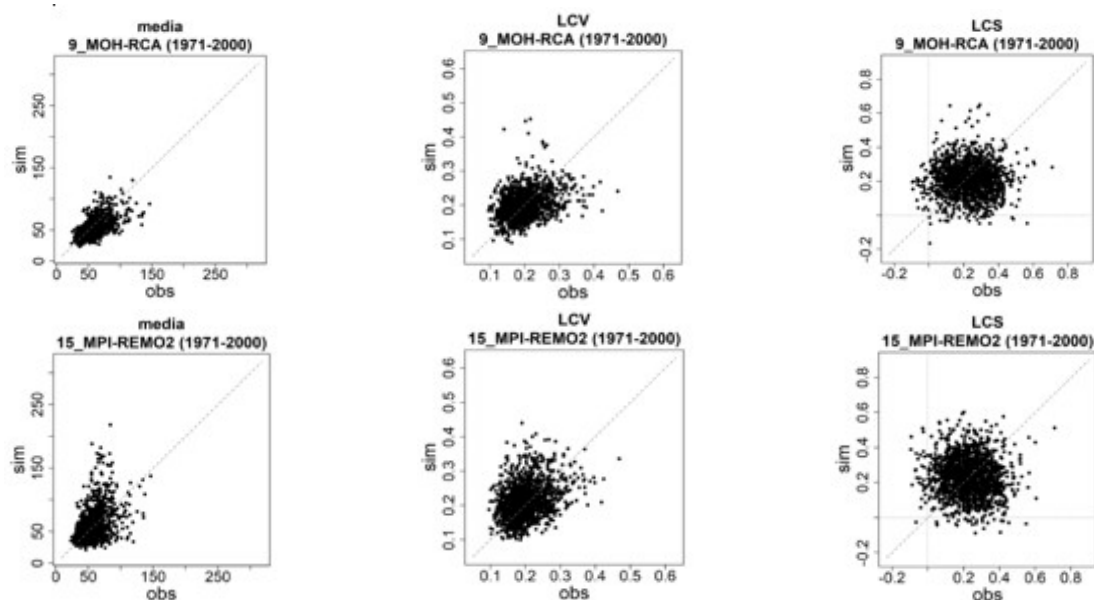 media
9_MOH-RCA (1971-2000)
sim
250
150
50
0
0 50 150 250
obs
LCV
9_MOH-RCA (1971-2000)
sim
0.6
0.5
0.4
0.3
0.2
0.1
0.1 0.2 0.3 0.4 0.5 0.6
obs
LCS
9_MOH-RCA (1971-2000)
sim
0.8
0.6
0.2
-0.2
-0.2 0.2 0.4 0.6 0.8
obs
media
15_MPI-REMO2 (1971-2000)
sim
250
150
50
0
0 50 150 250
obs
LCV
15_MPI-REMO2 (1971-2000)
sim
0.6
0.5
0.4
0.3
0.2
0.1
0.1 0.2 0.3 0.4 0.5 0.6
obs
LCS
15_MPI-REMO2 (1971-2000)
sim
0.8
0.6
0.4
0.2
-0.2
-0.2 0.2 0.4 0.6 0.8
obs